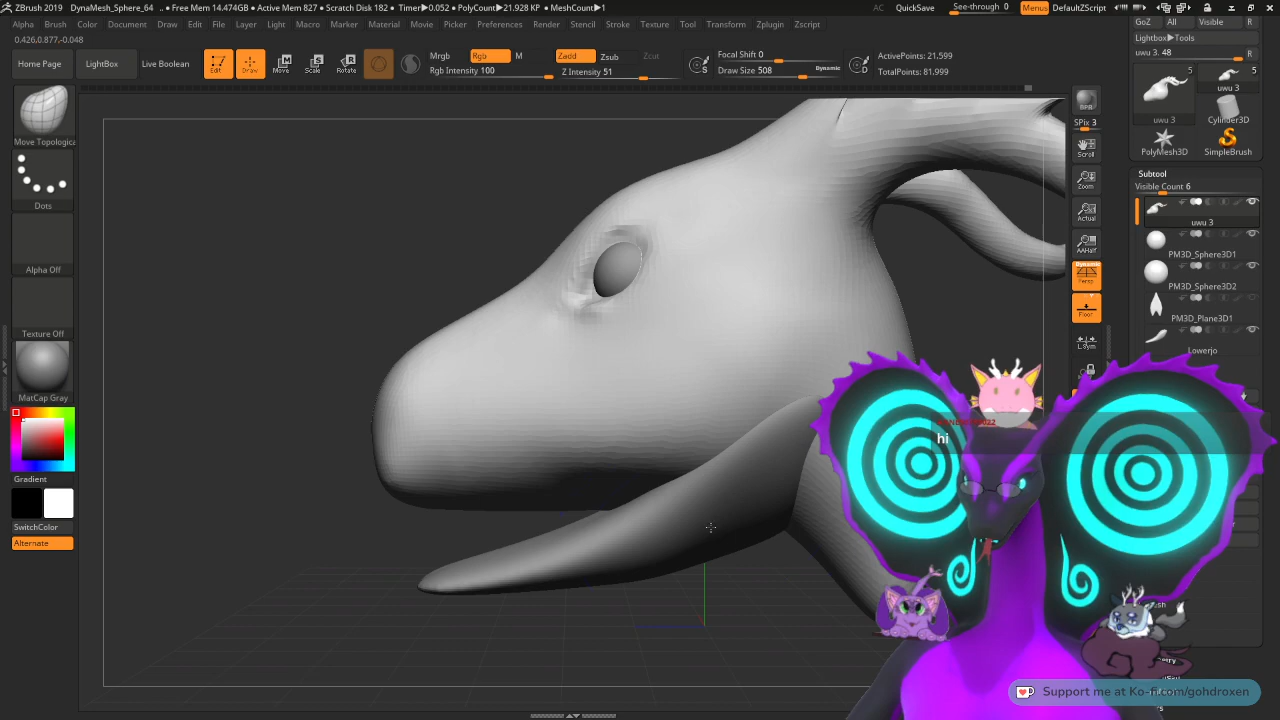 ZBrush 2019 DynaMesh_Sphere_64 .. • Free Mem 14.474GB • Active Mem 827 • Scratch Disk 182 • Timer▶0.052 • PolyCount▶21.928 KP • MeshCount▶1
AC QuickSave See-through 0 Menus DefaultZScript
Alpha Brush Color Document Draw Edit File Layer Light Macro Marker Material Movie Picker Preferences Render Stencil Stroke Texture Tool Transform Zplugin Zscript
0.426,0.877,-0.048
Home Page LightBox Live Boolean
Edit Draw Move Scale Rotate
Mrgb Rgb M
Rgb Intensity 100
Zadd Zsub Zcut
Z Intensity 51
Focal Shift 0
Draw Size 508 Dynamic
ActivePoints: 21.599
TotalPoints: 81.999
Move Topologica
Dots
Alpha Off
Texture Off
MatCap Gray
Gradient
SwitchColor
Alternate
BPR
SPix 3
Scroll
Zoom
Actual
AAHalf
Dynamic
Persp
Floor
L.Sym
GoZ All Visible R
Lightbox▶Tools
uwu 3. 48 R
5 5
uwu 3
uwu 3 Cylinder3D
PolyMesh3D SimpleBrush
Subtool
Visible Count 6
uwu 3
PM3D_Sphere3D1
PM3D_Sphere3D2
PM3D_Plane3D1
Lowerjo
hi
Support me at Ko-fi.com/gohdroxen